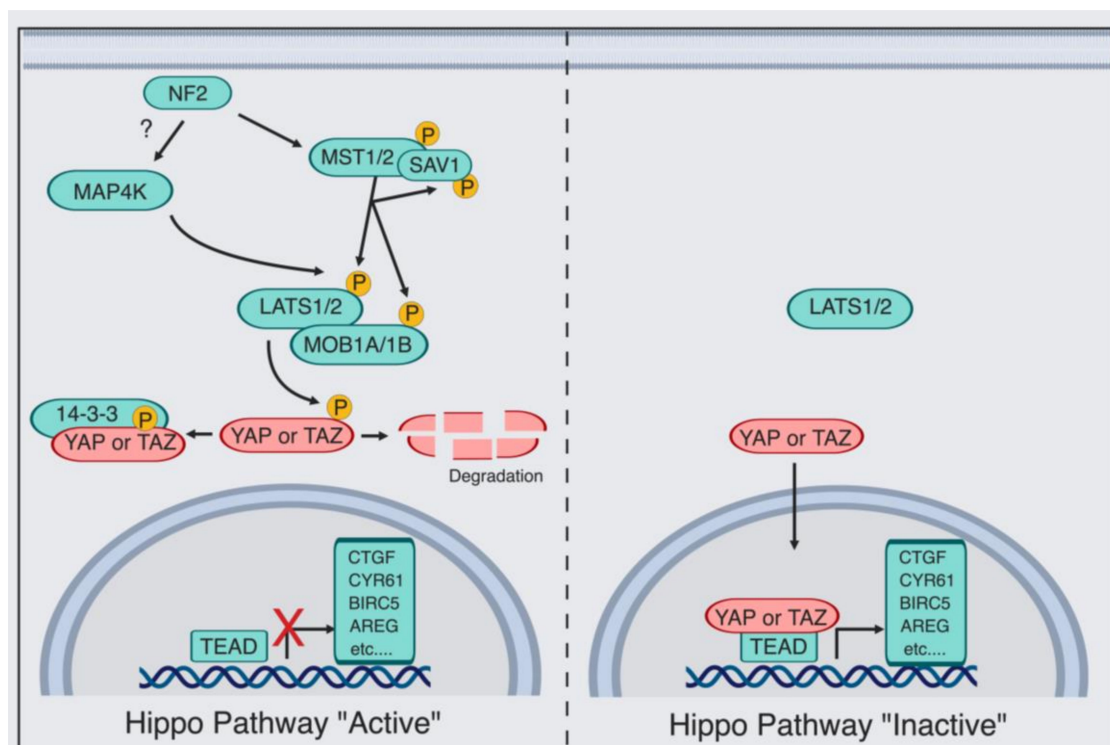 NF2
?
P
MST1/2
SAV1
P
MAP4K
P
LATS1/2
P
MOB1A/1B
P
14-3-3
P
YAP or TAZ
YAP or TAZ
Degradation
TEAD
X
CTGF
CYR61
BIRC5
AREG
etc....
Hippo Pathway "Active"
LATS1/2
YAP or TAZ
YAP or TAZ
TEAD
CTGF
CYR61
BIRC5
AREG
etc....
Hippo Pathway "Inactive"